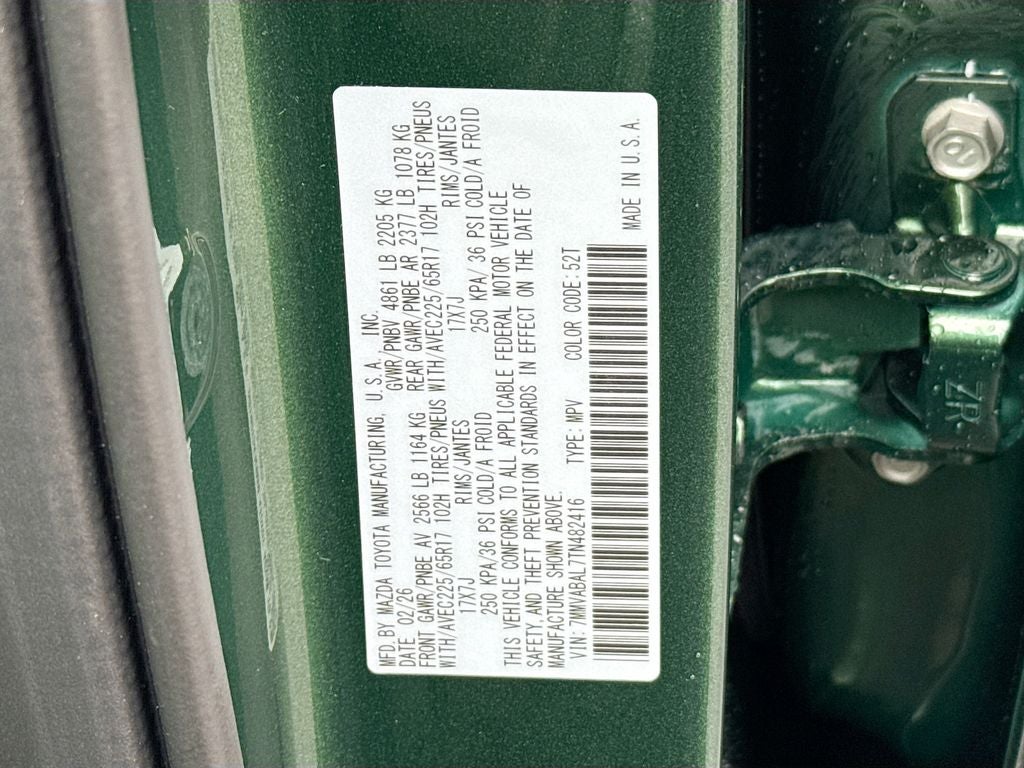 MFD. BY MAZDA TOYOTA MANUFACTURING, U. S. A. INC.
DATE 02/26 GVWR/PNBV 4861 LB 2205 KG
FRONT GAWR/PNBE AV 2566 LB 1164 KG REAR GAWR/PNBE AR 2377 LB 1078 KG
WITH/AVEC225/65R17 102H TIRES/PNEUS WITH/AVEC225/65R17 102H TIRES/PNEUS
17X7J RIMS/JANTES 17X7J RIMS/JANTES
250 KPA/36 PSI COLD/A FROID 250 KPA/ 36 PSI COLD/A FROID
THIS VEHICLE CONFORMS TO ALL APPLICABLE FEDERAL MOTOR VEHICLE
SAFETY, AND THEFT PREVENTION STANDARDS IN EFFECT ON THE DATE OF
MANUFACTURE SHOWN ABOVE.
VIN: 7MMVABAL7TN482416 TYPE: MPV COLOR CODE: 52T
MADE IN U. S. A.
ZR.